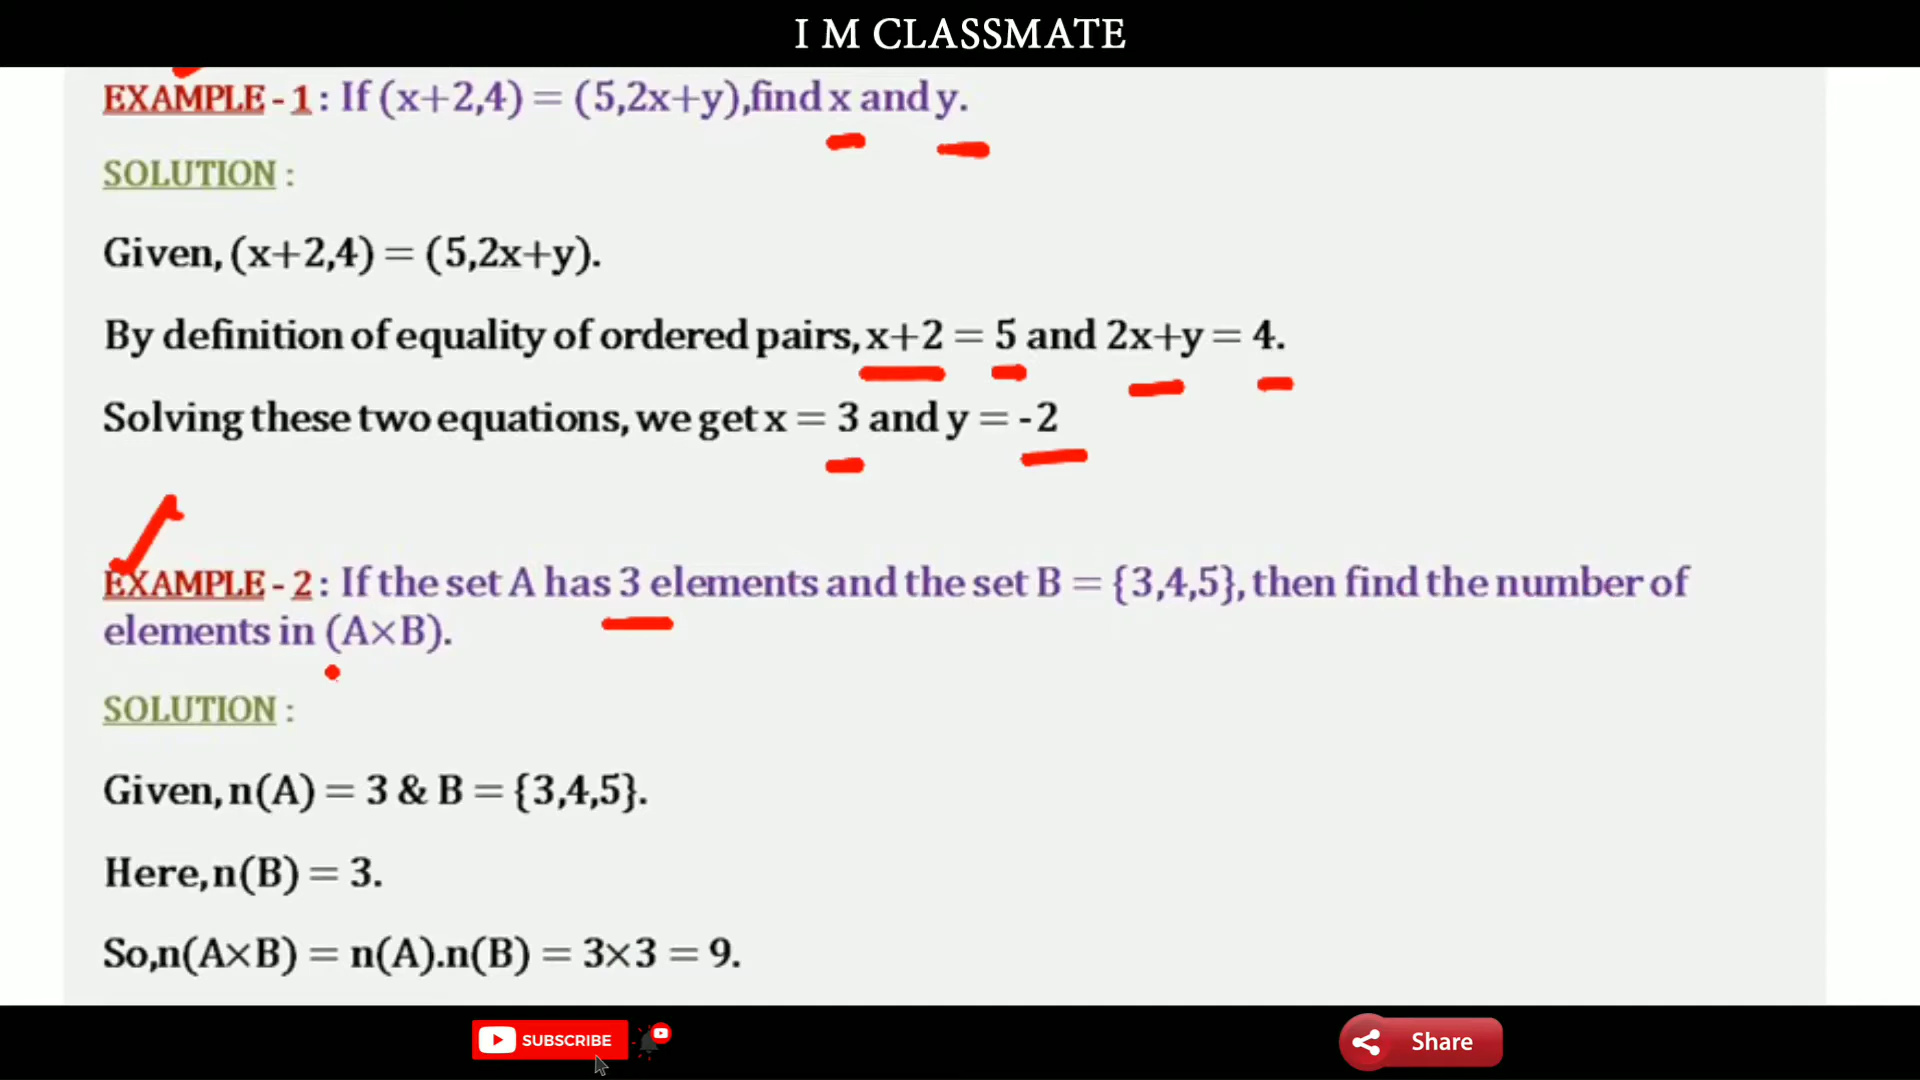 I M CLASSMATE
EXAMPLE - 1 : If (x+2,4) = (5,2x+y),find x and y.
SOLUTION :
Given, (x+2,4) = (5,2x+y).
By definition of equality of ordered pairs, x+2 = 5 and 2x+y = 4.
Solving these two equations, we get x = 3 and y = -2
EXAMPLE - 2 : If the set A has 3 elements and the set B = {3,4,5}, then find the number of
elements in (A×B).
SOLUTION :
Given, n(A) = 3 & B = {3,4,5}.
Here,n(B) = 3.
So,n(A×B) = n(A).n(B) = 3×3 = 9.
SUBSCRIBE
Share